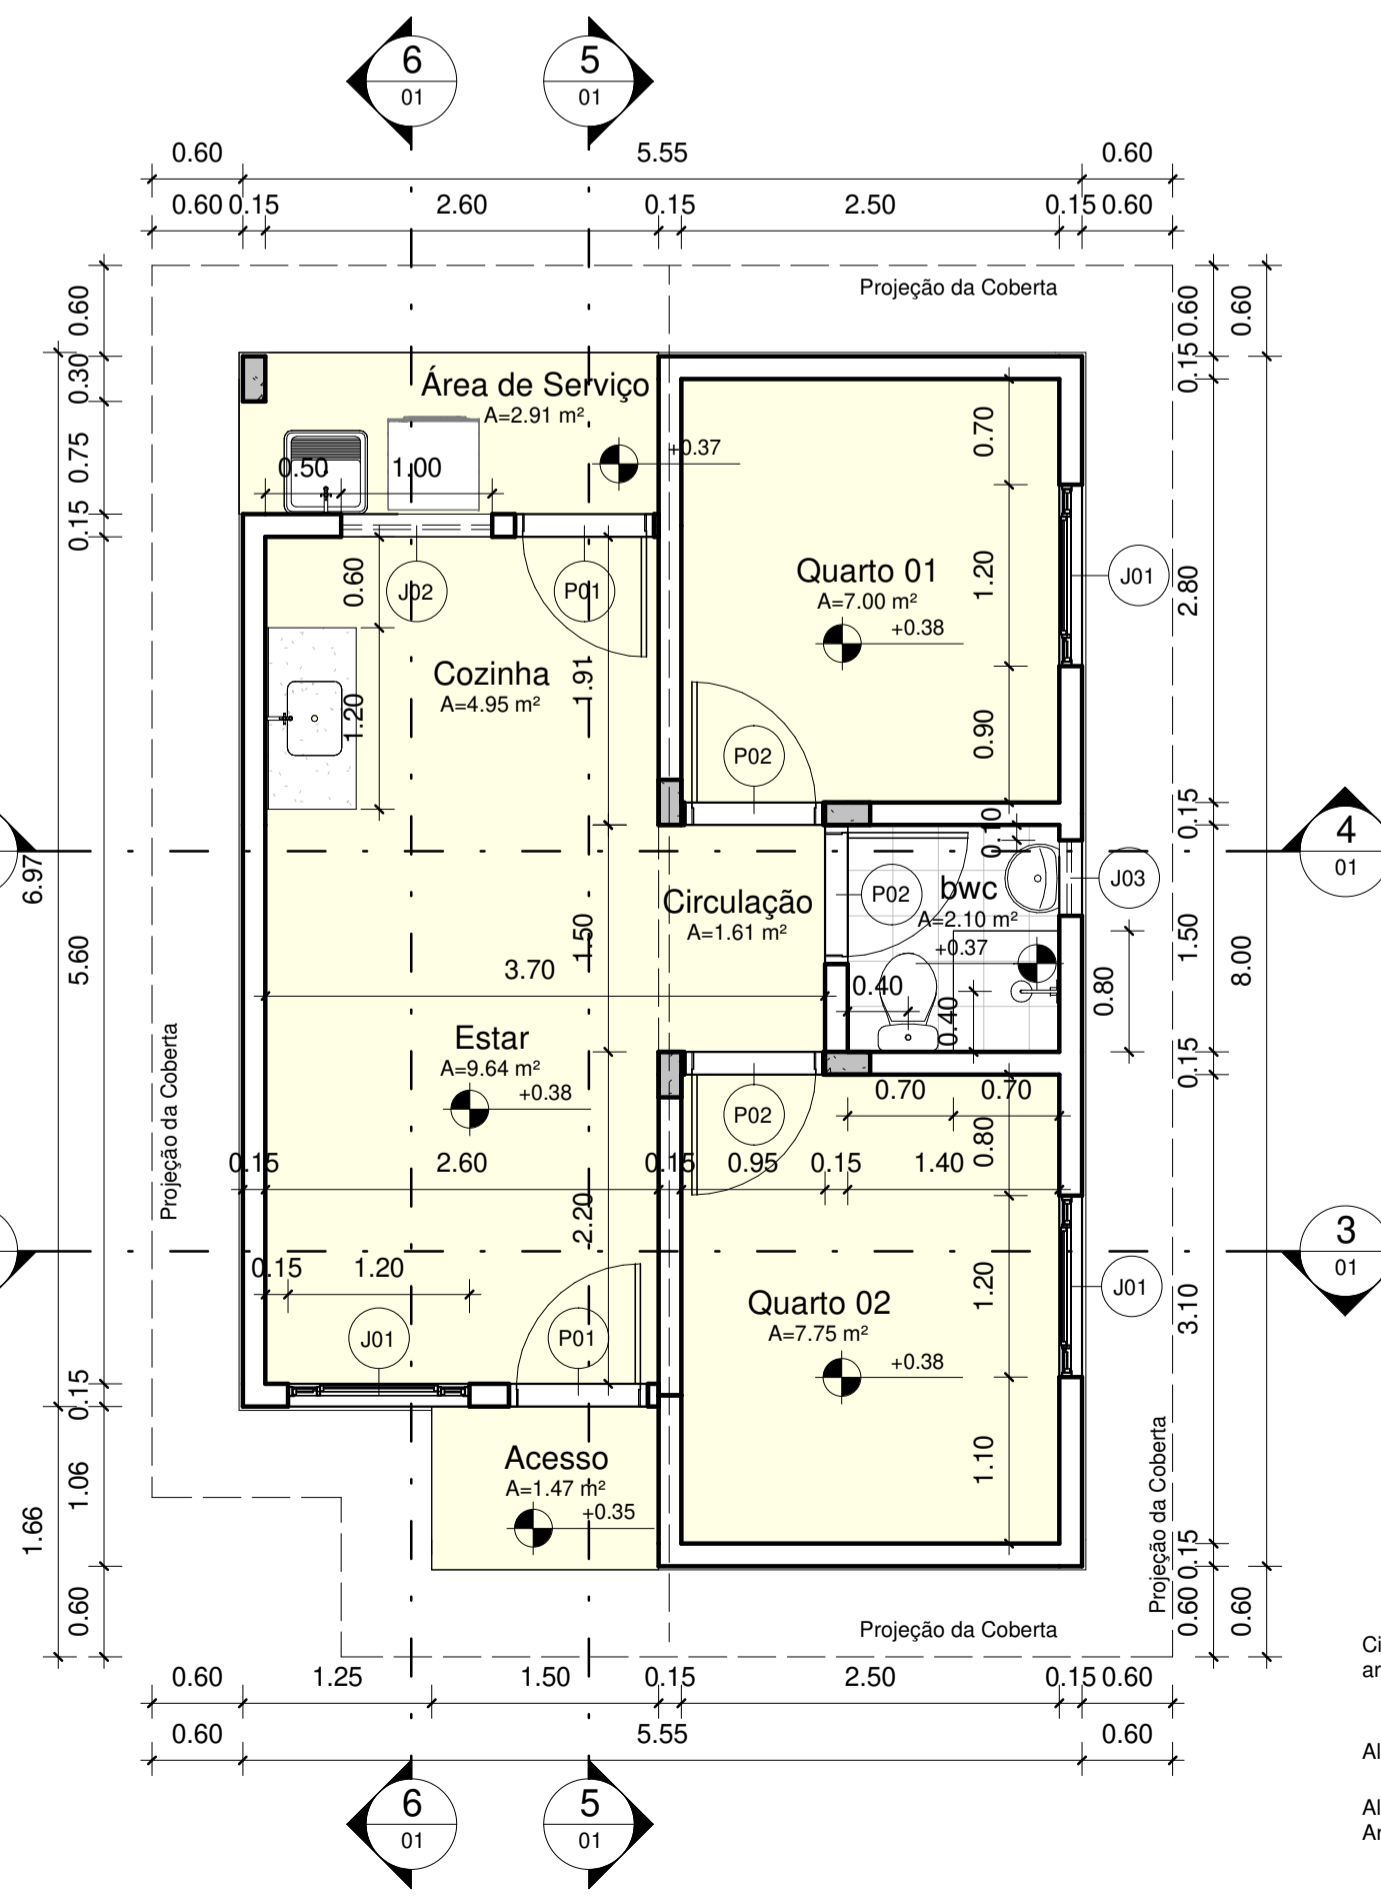 6
01
5
01
0.60
5.55
0.60
0.60
0.15
2.60
0.15
2.50
0.15
0.60
Projeção da Coberta
0.60
0.30
0.75
0.15
0.60
0.15
0.60
Área de Serviço
A=2.91 m²
+0.37
0.50
1.00
0.70
Quarto 01
A=7.00 m²
+0.38
1.20
J01
2.80
J02
P01
0.60
Cozinha
A=4.95 m²
1.91
1.20
0.90
P02
0.15
0.10
4
01
6.97
5.60
Circulação
A=1.61 m²
P02
bwc
A=2.10 m²
+0.37
J03
1.50
1.50
8.00
3.70
0.40
0.40
0.80
Estar
A=9.64 m²
+0.38
0.15
P02
0.70
0.70
0.80
Projeção da Coberta
0.15
2.60
0.15
0.95
0.15
1.40
2.20
3
01
0.15
1.20
1.20
J01
Quarto 02
A=7.75 m²
+0.38
3.10
J01
P01
0.15
1.10
Acesso
A=1.47 m²
+0.35
1.06
1.66
0.60
Projeção da Coberta
0.15
0.60
0.60
Projeção da Coberta
Ci
ar
0.60
1.25
1.50
0.15
2.50
0.15
0.60
0.60
5.55
0.60
Al
Al
Ar
6
01
5
01